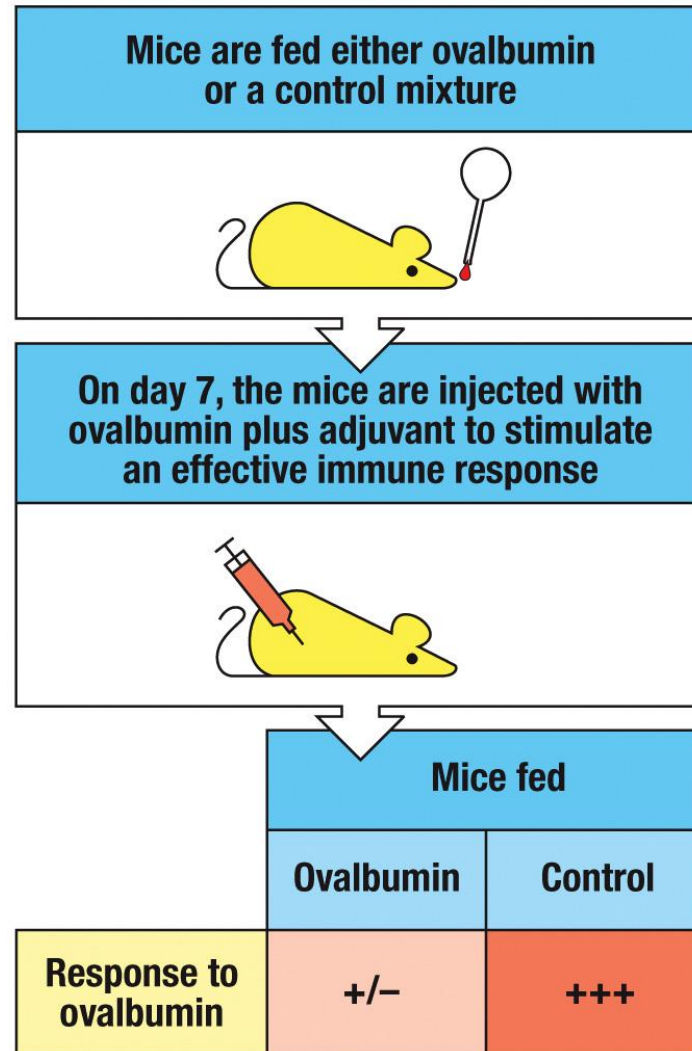 Mice are fed either ovalbumin
or a control mixture
On day 7, the mice are injected with
ovalbumin plus adjuvant to stimulate
an effective immune response
Mice fed
Ovalbumin
Control
Response to
ovalbumin
+/–
+++